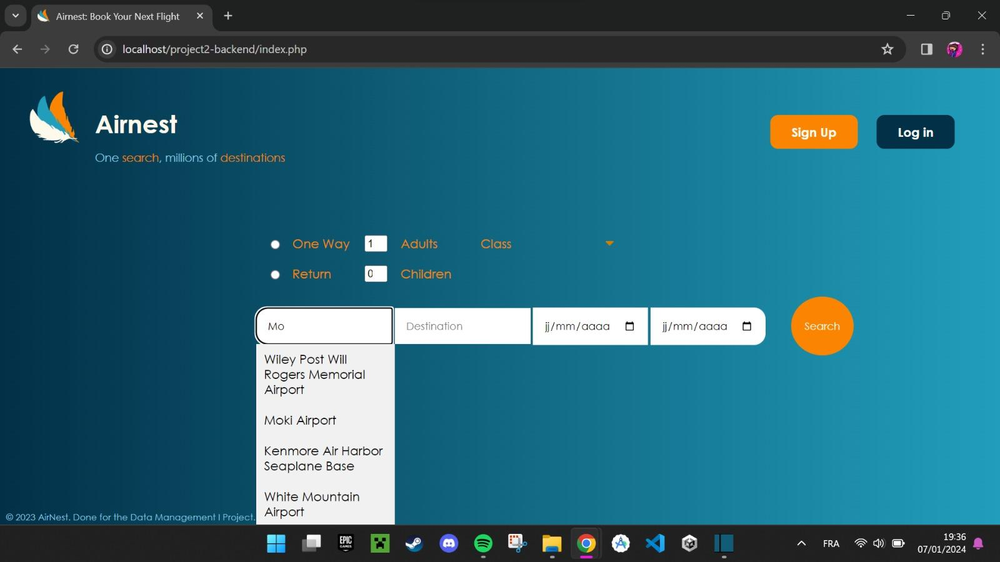 Airnest: Book Your Next Flight
localhost/project2-backend/index.php
Airnest
Sign Up
Log in
One search, millions of destinations
One Way
1
Adults
Class
Return
0
Children
Mo
Destination
jj/mm/aaaa
jj/mm/aaaa
Search
Wiley Post Will
Rogers Memorial
Airport
Moki Airport
Kenmore Air Harbor
Seaplane Base
White Mountain
Airport
© 2023 AirNest. Done for the Data Management I Project.
EPIC
GAMES
FRA
19:36
07/01/2024